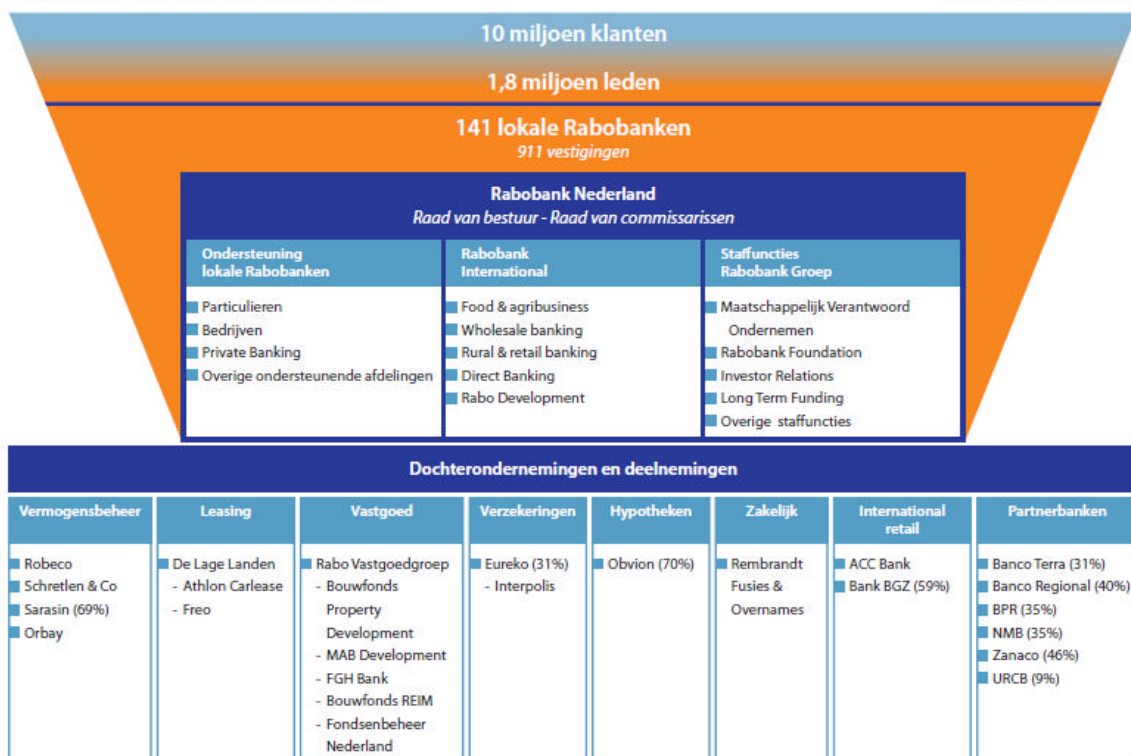 10 miljoen klanten
1,8 miljoen leden
141 lokale Rabobanken
911 vestigingen
Rabobank Nederland
Raad van bestuur - Raad van commissarissen
Ondersteuning
lokale Rabobanken
Particulieren
Bedrijven
Private Banking
Overige ondersteunende afdelingen
Rabobank
International
Food & agribusiness
Wholesale banking
Rural & retail banking
Direct Banking
Rabo Development
Staffuncties
Rabobank Groep
Maatschappelijk Verantwoord
Ondernemen
Rabobank Foundation
Investor Relations
Long Term Funding
Overige staffuncties
Dochterondernemingen en deelnemingen
Vermogensbeheer
Robeco
Schretlen & Co
Sarasin (69%)
Orbay
Leasing
De Lage Landen
- Athlon Carlease
- Freo
Vastgoed
Rabo Vastgoedgroep
- Bouwfonds
Property
Development
- MAB Development
- FGH Bank
- Bouwfonds REIM
- Fondsenbeheer
Nederland
Verzekeringen
Eureko (31%)
- Interpolis
Hypotheken
Obvion (70%)
Zakelijk
Rembrandt
Fusies &
Overnames
International
retail
ACC Bank
Bank BGZ (59%)
Partnerbanken
Banco Terra (31%)
Banco Regional (40%)
BPR (35%)
NMB (35%)
Zanaco (46%)
URCB (9%)